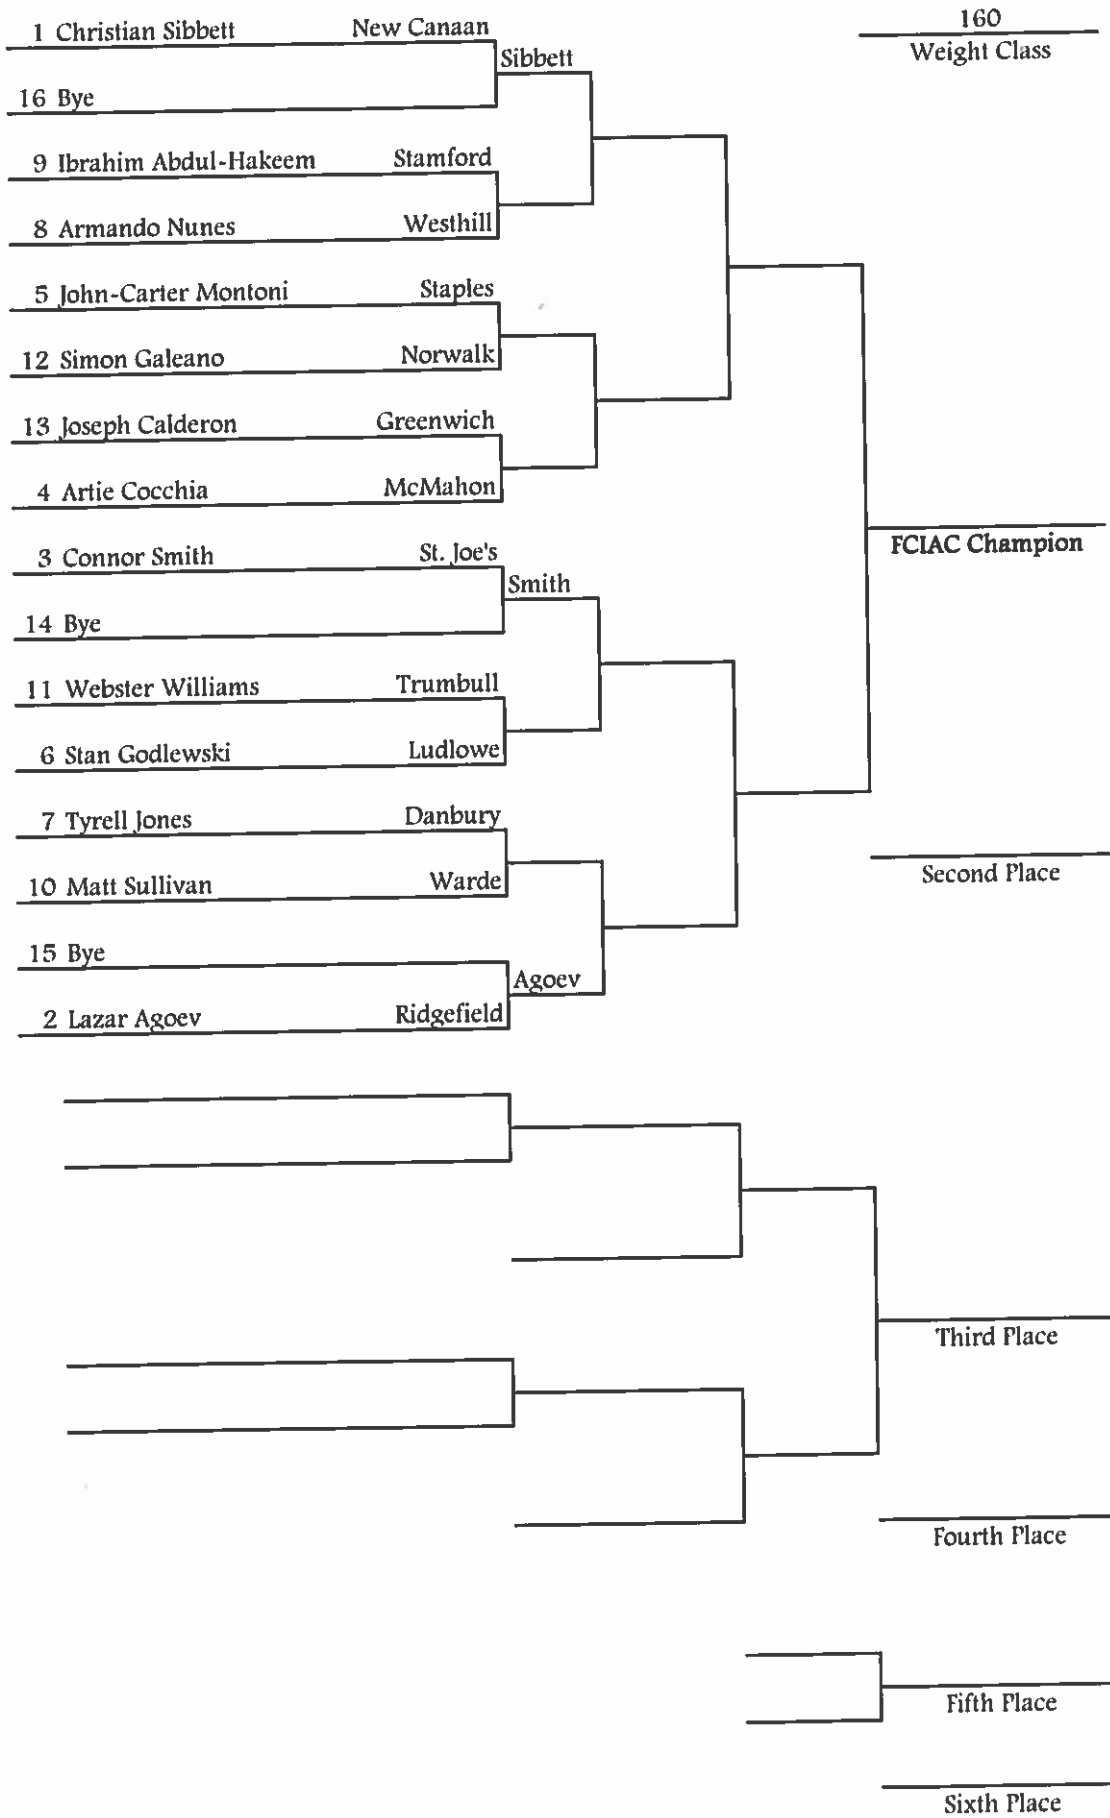 160
Weight Class
1 Christian Sibbett New Canaan
Sibbett
16 Bye
9 Ibrahim Abdul-Hakeem Stamford
8 Armando Nunes Westhill
5 John-Carter Montoni Staples
12 Simon Galeano Norwalk
13 Joseph Calderon Greenwich
4 Artie Cocchia McMahon
FCIAC Champion
3 Connor Smith St. Joe's
Smith
14 Bye
11 Webster Williams Trumbull
6 Stan Godlewski Ludlowe
7 Tyrell Jones Danbury
10 Matt Sullivan Warde
Second Place
15 Bye
Agoev
2 Lazar Agoev Ridgefield
Third Place
Fourth Place
Fifth Place
Sixth Place